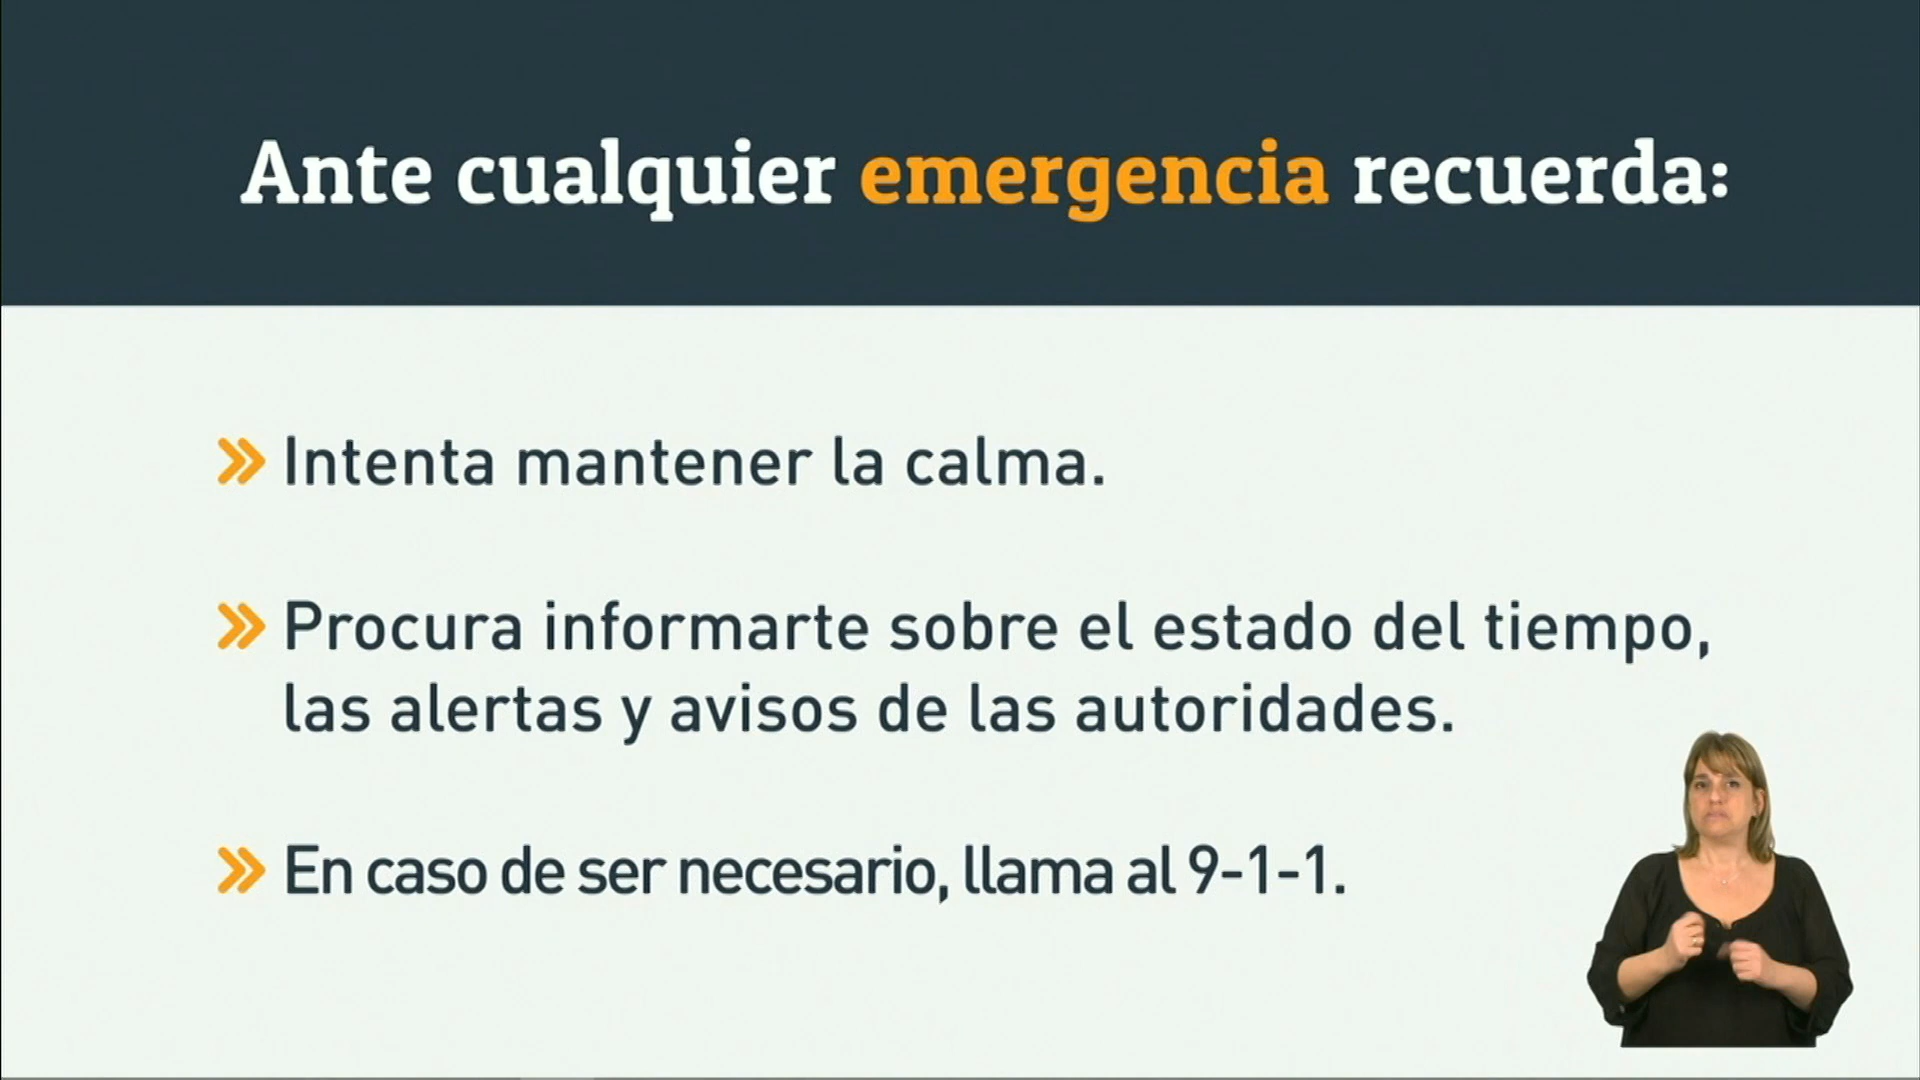 Ante cualquier emergencia recuerda:
Intenta mantener la calma.
Procura informarte sobre el estado del tiempo,
las alertas y avisos de las autoridades.
En caso de ser necesario, llama al 9-1-1.